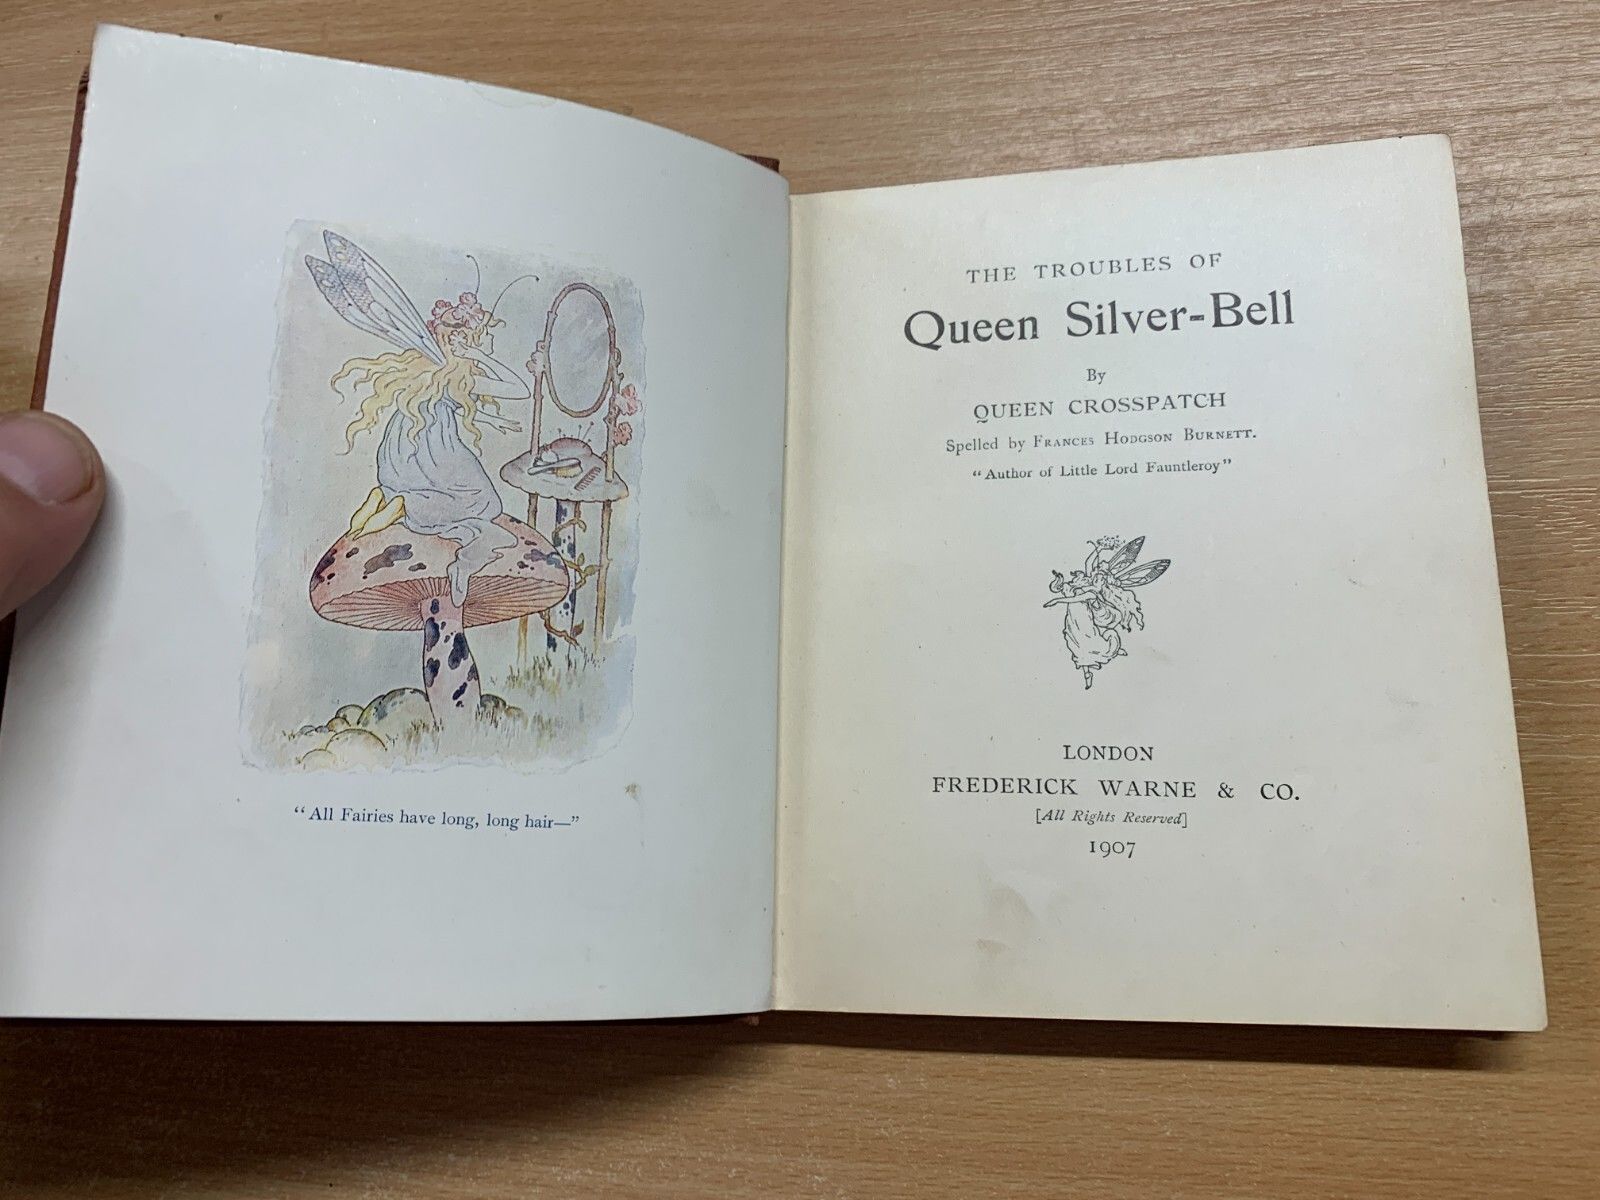 "All Fairies have long, long hair—"
THE TROUBLES OF
Queen Silver-Bell
By
QUEEN CROSSPATCH
Spelled by FRANCES HODGSON BURNETT.
"Author of Little Lord Fauntleroy"
LONDON
FREDERICK WARNE & CO.
[All Rights Reserved]
1907